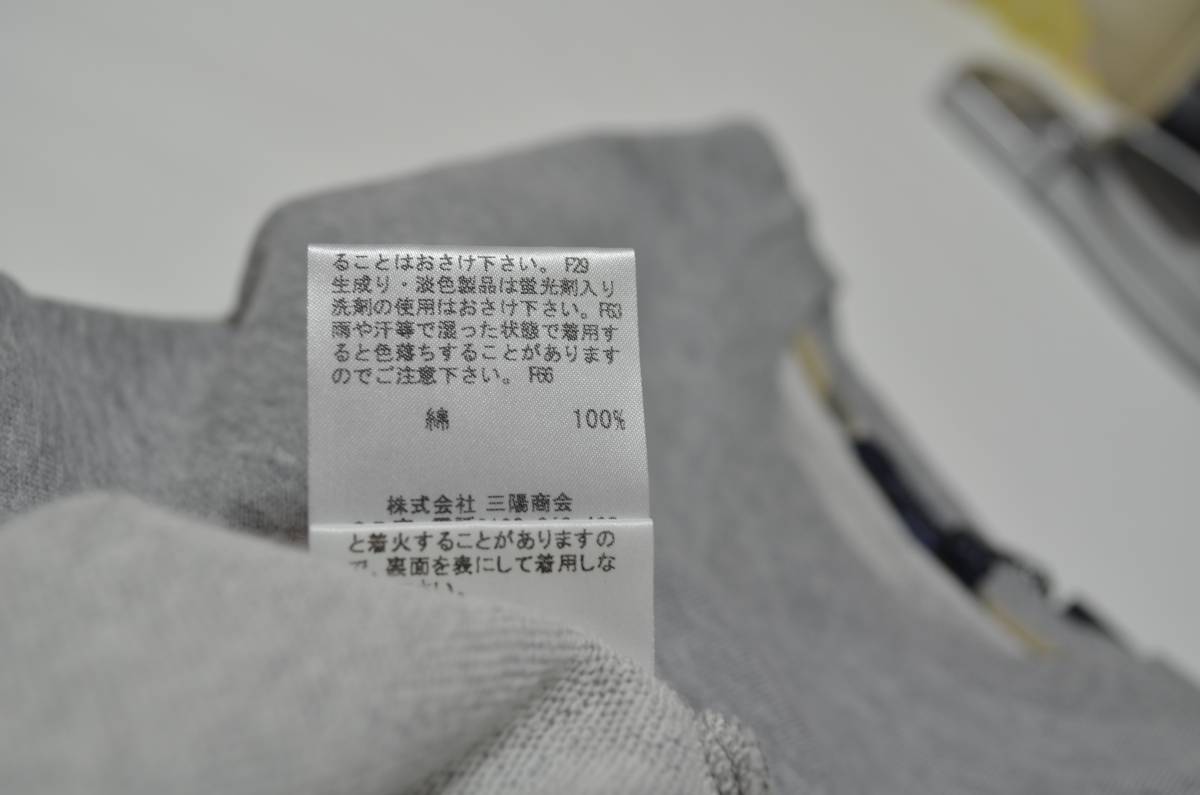 ることはおさけ下さい。 F29
生成り・淡色製品は蛍光剤入り
洗剤の使用はおさけ下さい。F63
雨や汗等で湿った状態で着用す
ると色落ちすることがあります
のでご注意下さい。 F66
綿 100%
株式会社 三陽商会
と着火することがありますの
で、裏面を表にして着用しな
い。